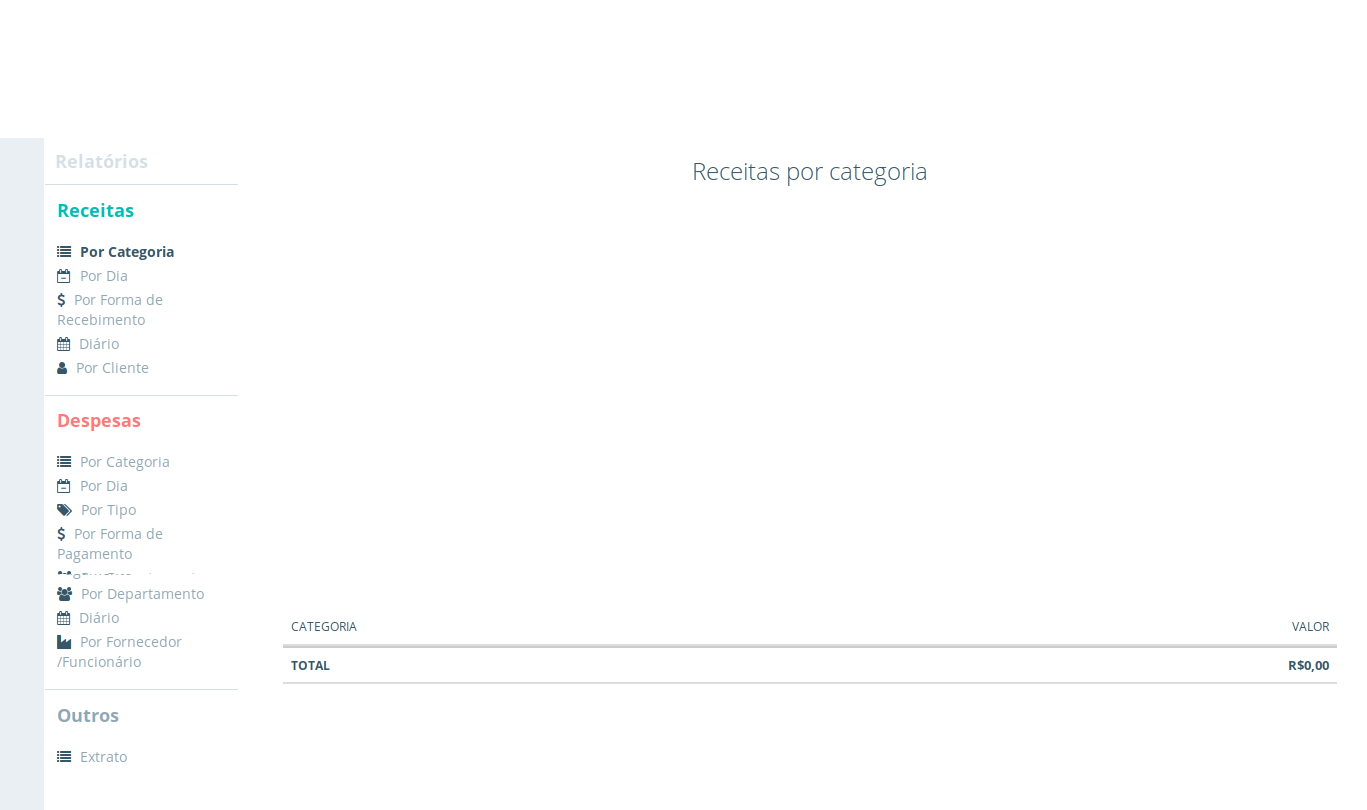 Relatórios
Receitas
Por Categoria
Por Dia
Por Forma de
Recebimento
Diário
Por Cliente
Despesas
Por Categoria
Por Dia
Por Tipo
Por Forma de
Pagamento
Por Departamento
Diário
Por Fornecedor
/Funcionário
Outros
Extrato
Receitas por categoria
CATEGORIA VALOR
TOTAL R$0,00